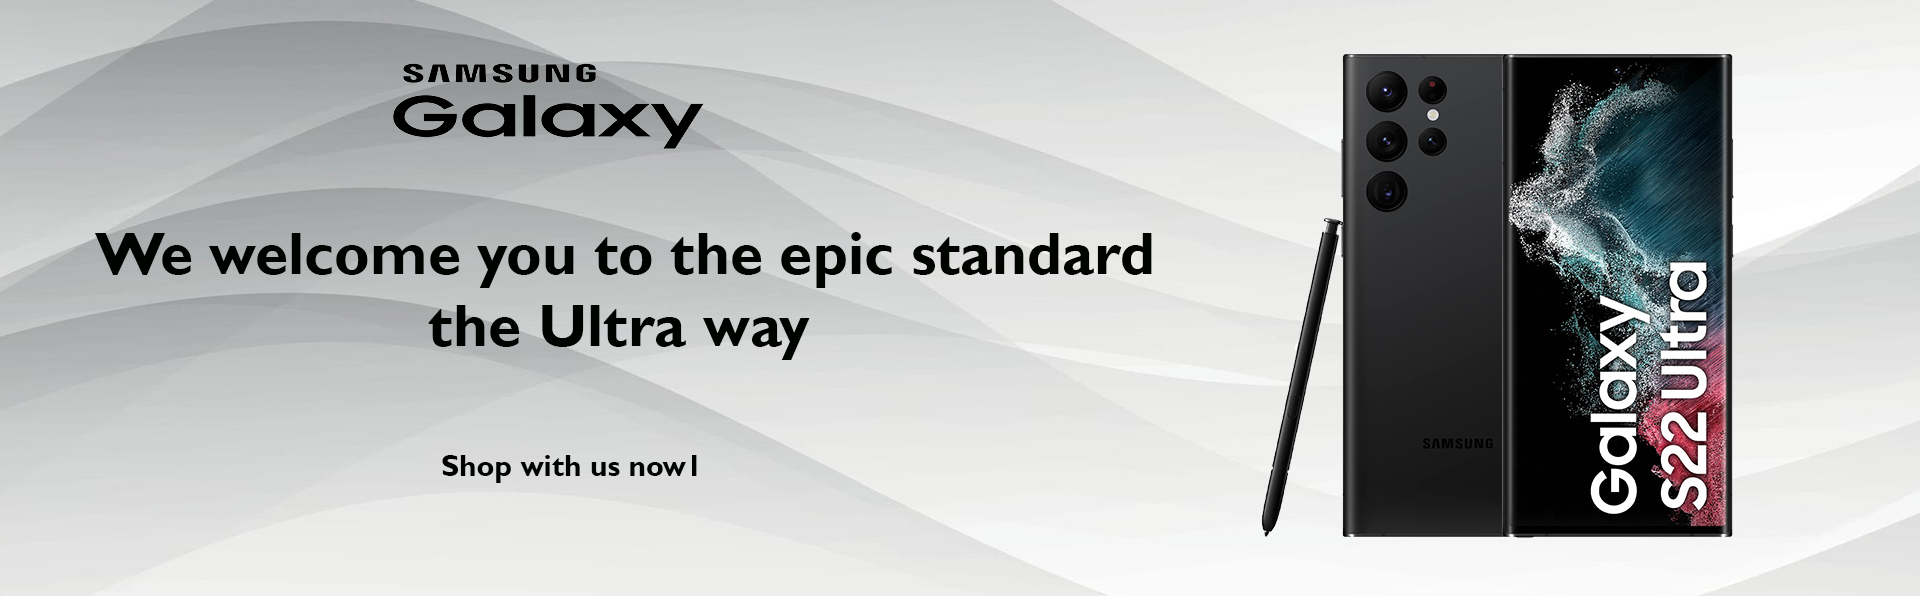 SAMSUNG
Galaxy
We welcome you to the epic standard
the Ultra way
Shop with us now1
SAMSUNG
Galaxy
S22 Ultra